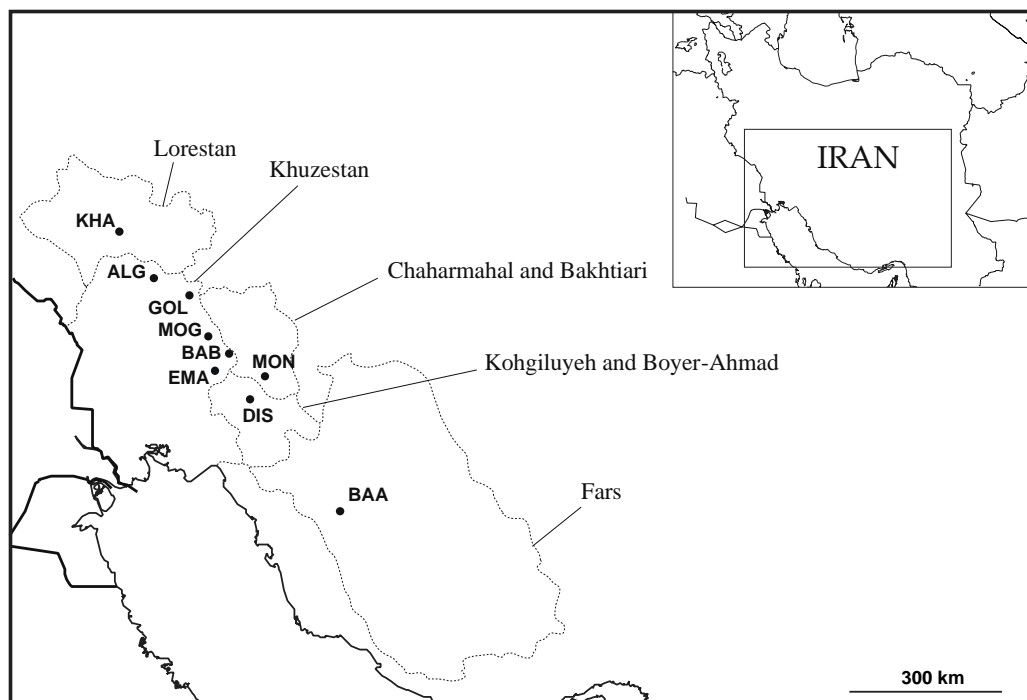 IRAN
Lorestan
Khuzestan
KHA
ALG
Chaharmahal and Bakhtiari
GOL
MOG
BAB
MON
Kohgiluyeh and Boyer-Ahmad
EMA
DIS
BAA
Fars
300 km